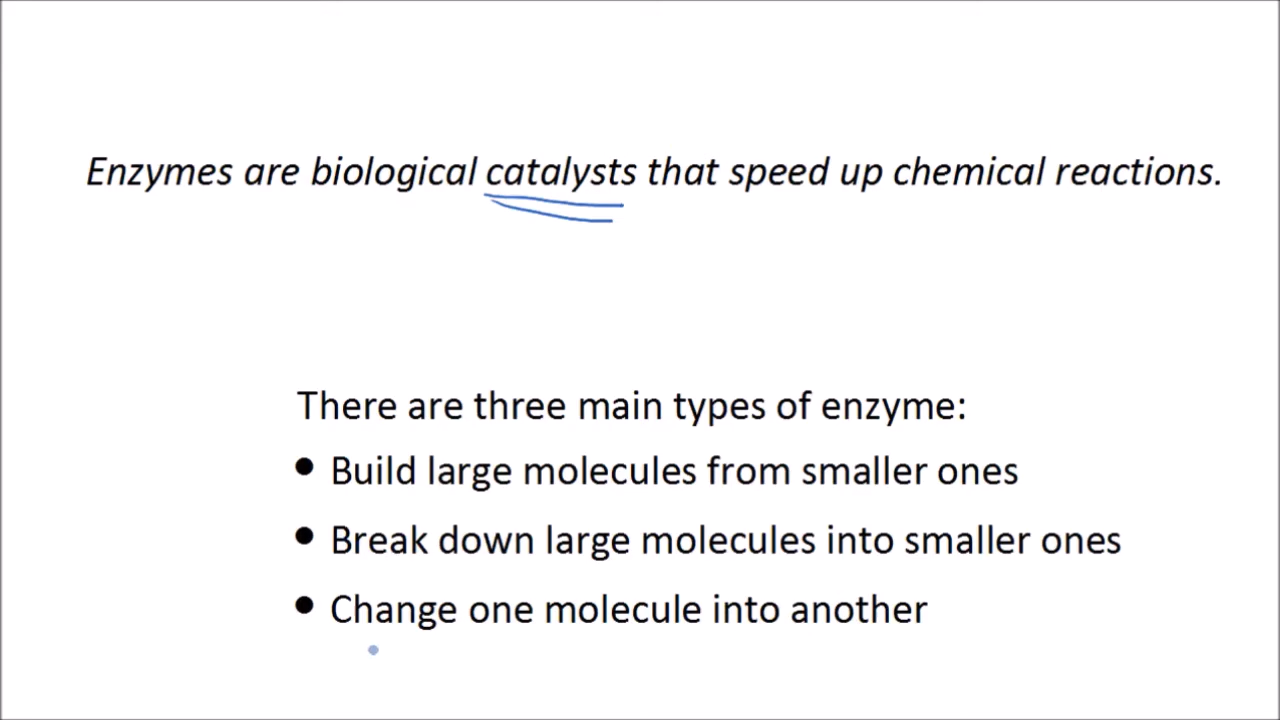 Enzymes are biological catalysts that speed up chemical reactions.
There are three main types of enzyme:
• Build large molecules from smaller ones
• Break down large molecules into smaller ones
• Change one molecule into another